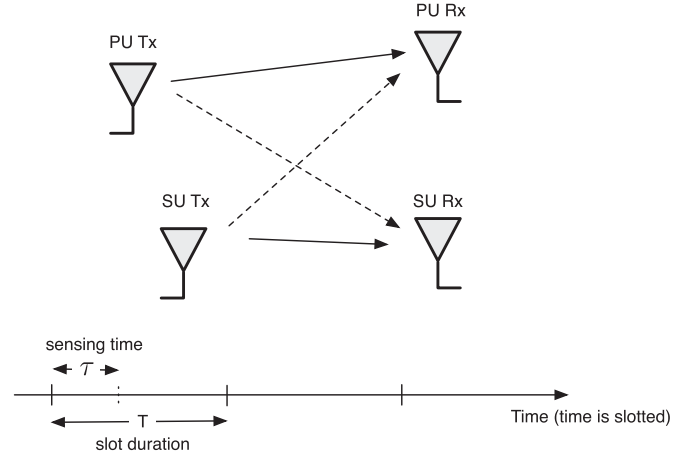 PU Rx
PU Tx
SU Tx
SU Rx
sensing time
τ
T
Time (time is slotted)
slot duration